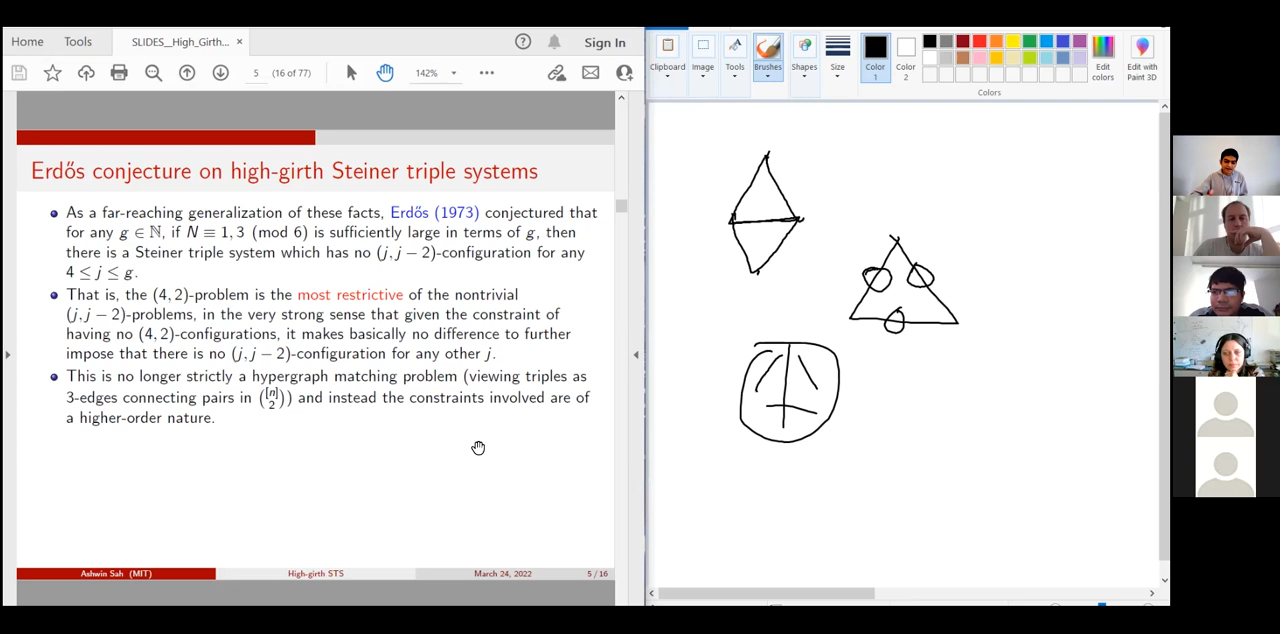 Home Tools SLIDES__High_Girth... × ? Sign In
5 (16 of 77) 142%
Erdős conjecture on high-girth Steiner triple systems
As a far-reaching generalization of these facts, Erdős (1973) conjectured that
for any g ∈ ℕ, if N ≡ 1, 3 (mod 6) is sufficiently large in terms of g, then
there is a Steiner triple system which has no (j, j − 2)-configuration for any
4 ≤ j ≤ g.
That is, the (4, 2)-problem is the most restrictive of the nontrivial
(j, j − 2)-problems, in the very strong sense that given the constraint of
having no (4, 2)-configurations, it makes basically no difference to further
impose that there is no (j, j − 2)-configuration for any other j.
This is no longer strictly a hypergraph matching problem (viewing triples as
3-edges connecting pairs in ([n] 2)) and instead the constraints involved are of
a higher-order nature.
Ashwin Sah (MIT) High-girth STS March 24, 2022 5 / 16
Clipboard Image Tools Brushes Shapes Size Color 1 Color 2 Edit colors Edit with Paint 3D
Colors